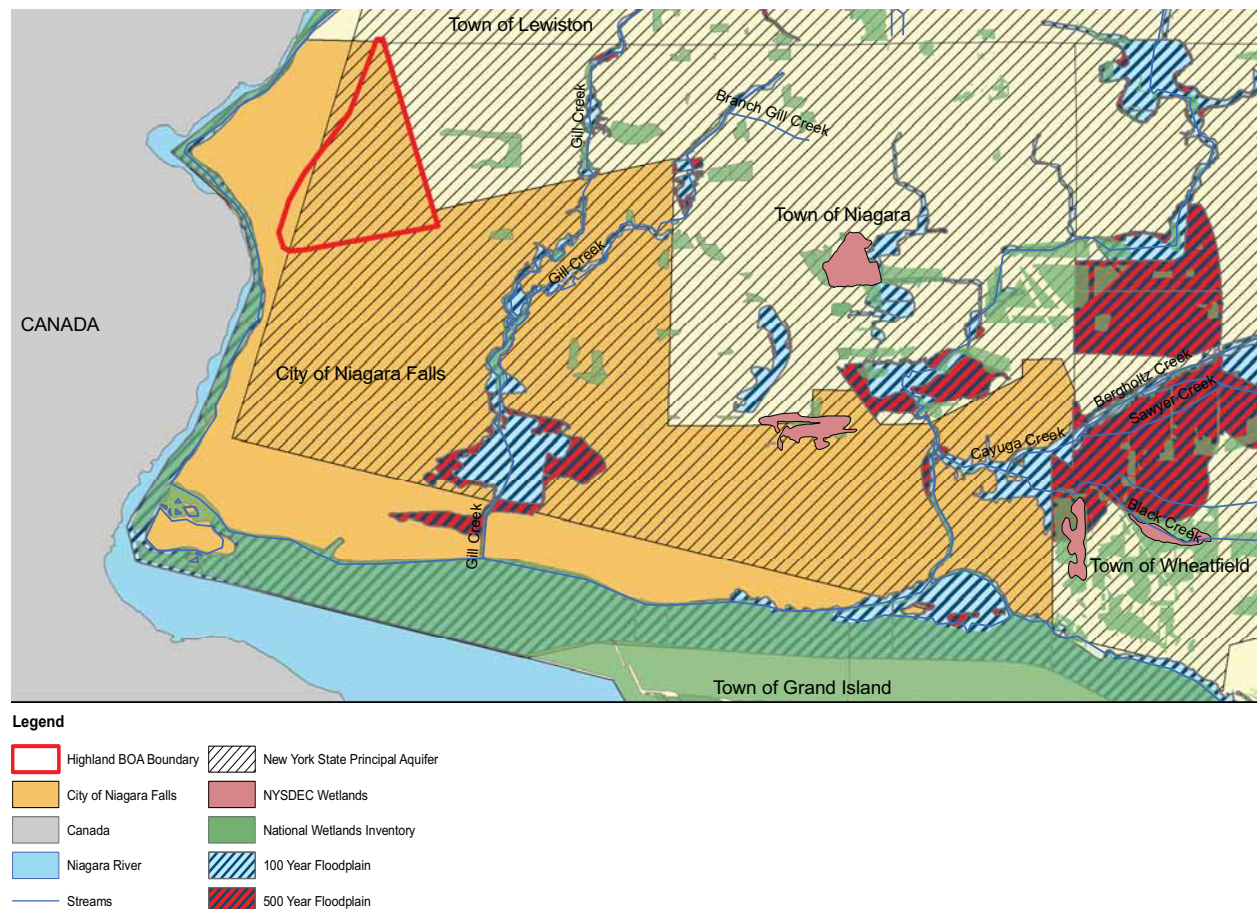 Town of Lewiston
Gill Creek
Branch Gill Creek
Town of Niagara
Gill Creek
CANADA
City of Niagara Falls
Bergholtz Creek
Sawyer Creek
Cayuga Creek
Gill Creek
Black Creek
Town of Wheatfield
Town of Grand Island
Legend
Highland BOA Boundary
City of Niagara Falls
Canada
Niagara River
Streams
New York State Principal Aquifer
NYSDEC Wetlands
National Wetlands Inventory
100 Year Floodplain
500 Year Floodplain